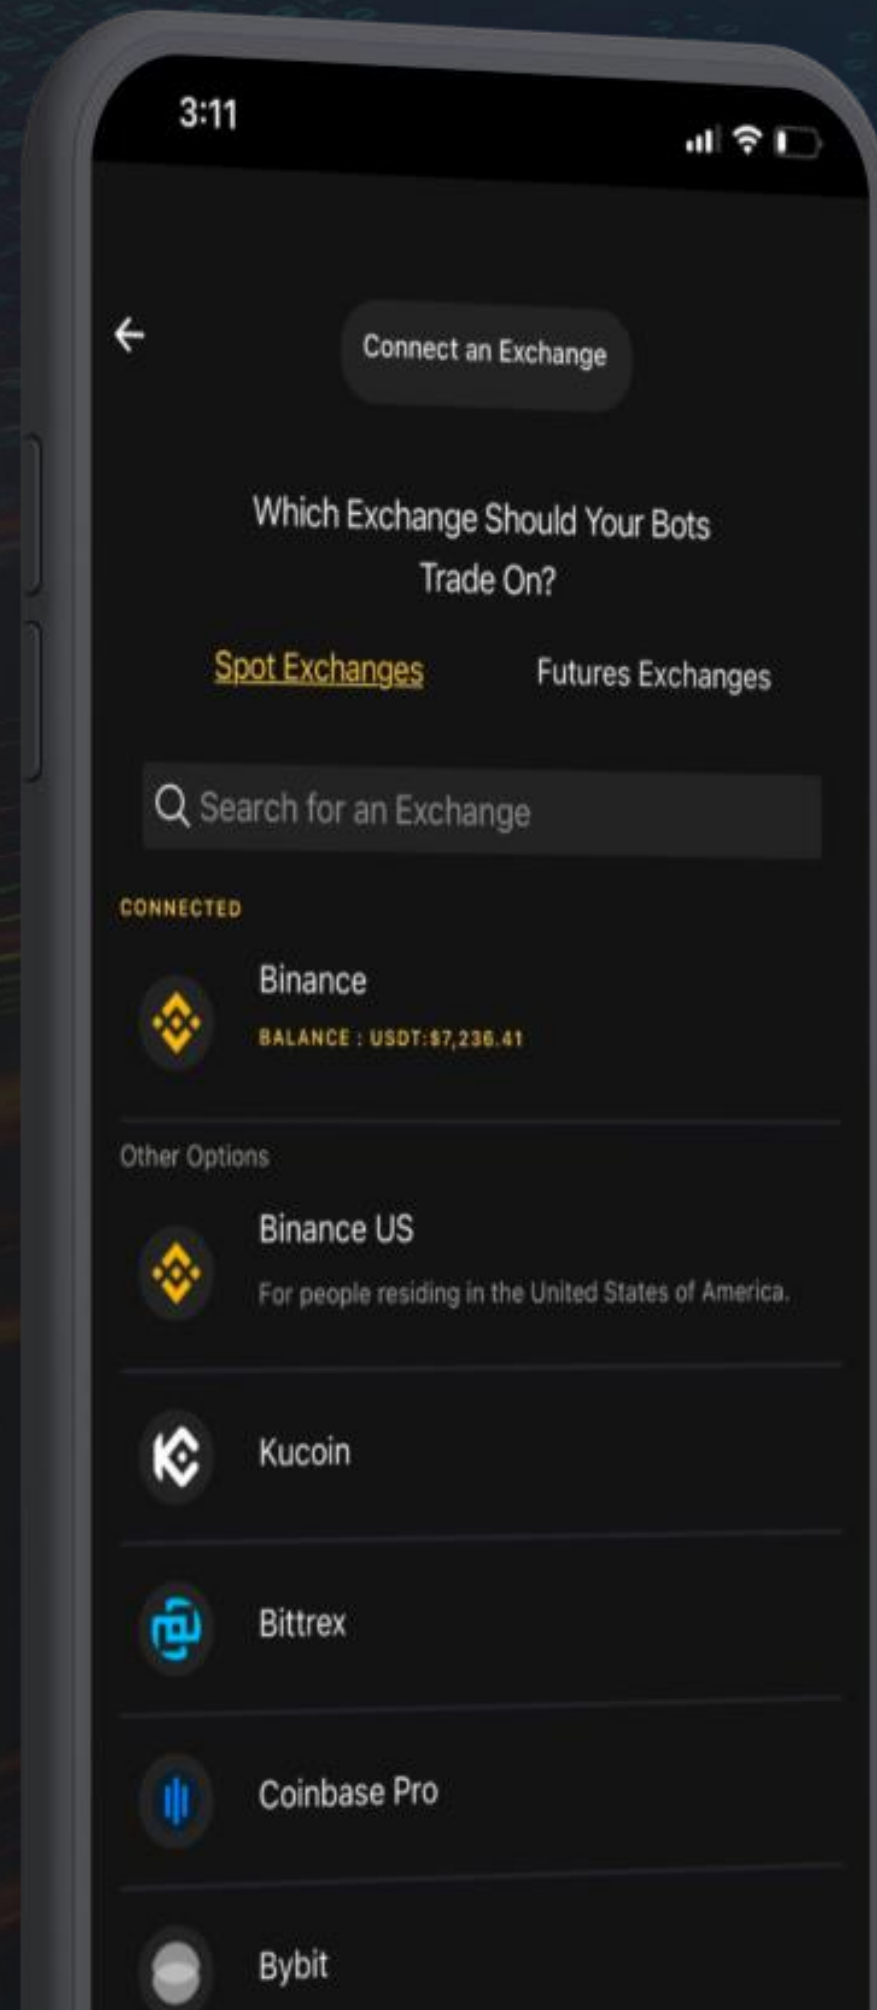 3:11
Connect an Exchange
Which Exchange Should Your Bots
Trade On?
Spot Exchanges
Futures Exchanges
Search for an Exchange
CONNECTED
Binance
BALANCE : USDT:$7,236.41
Other Options
Binance US
For people residing in the United States of America.
Kucoin
Bittrex
Coinbase Pro
Bybit